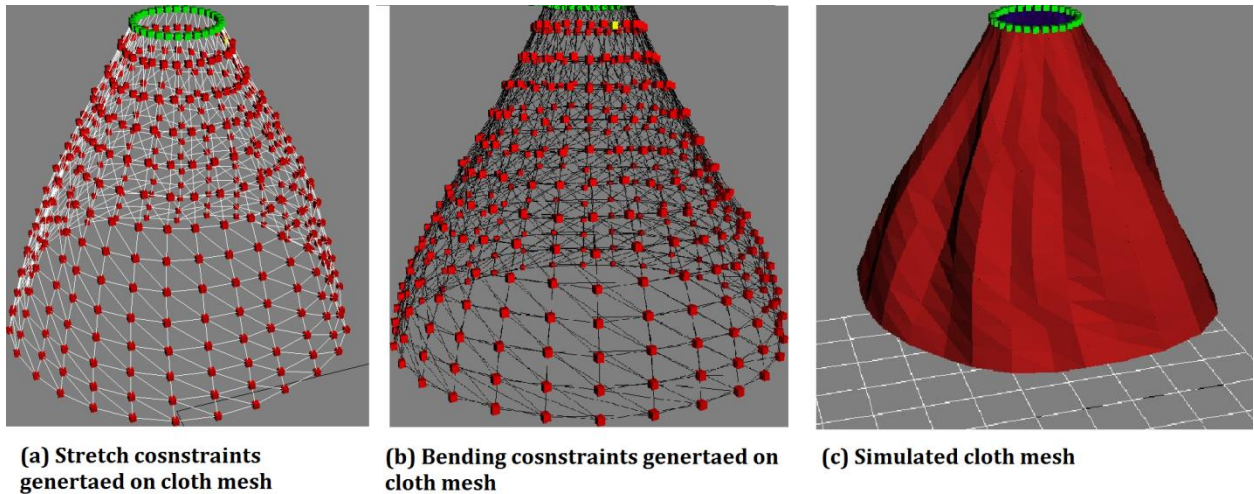 (a) Stretch cosnstraints
genertaed on cloth mesh
(b) Bending cosnstraints genertaed on
cloth mesh
(c) Simulated cloth mesh